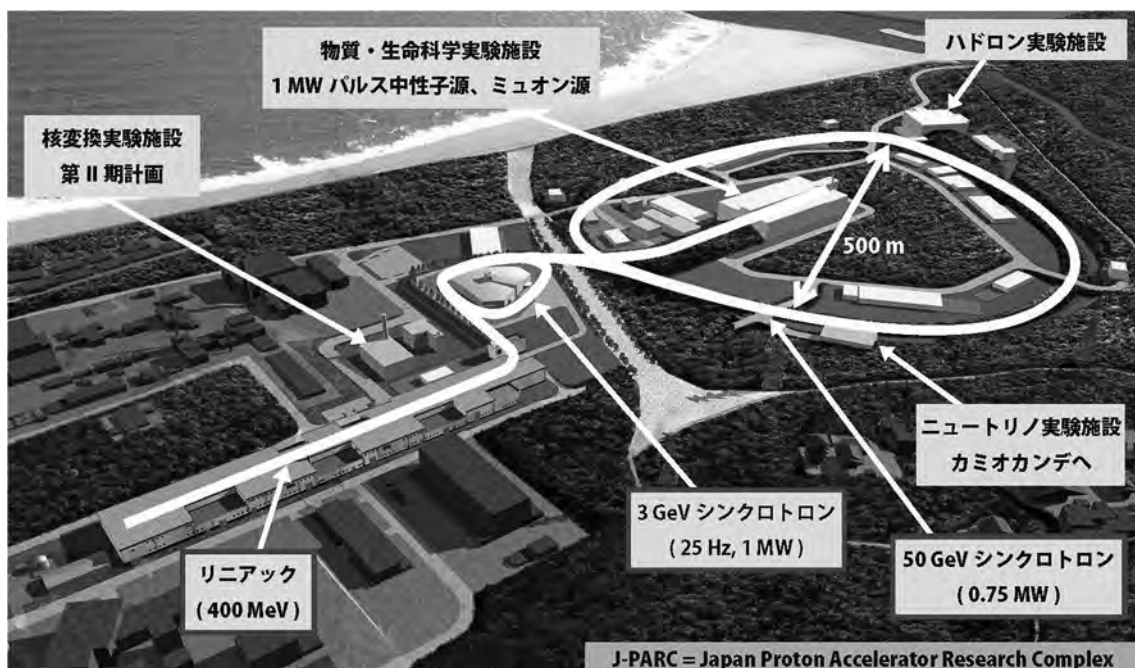 物質・生命科学実験施設
1 MW パルス中性子源、ミュオン源
ハドロン実験施設
核変換実験施設
第 II 期計画
500 m
ニュートリノ実験施設
カミオカンデへ
3 GeV シンクロトロン
( 25 Hz, 1 MW )
50 GeV シンクロトロン
( 0.75 MW )
リニアック
( 400 MeV )
J-PARC = Japan Proton Accelerator Research Complex